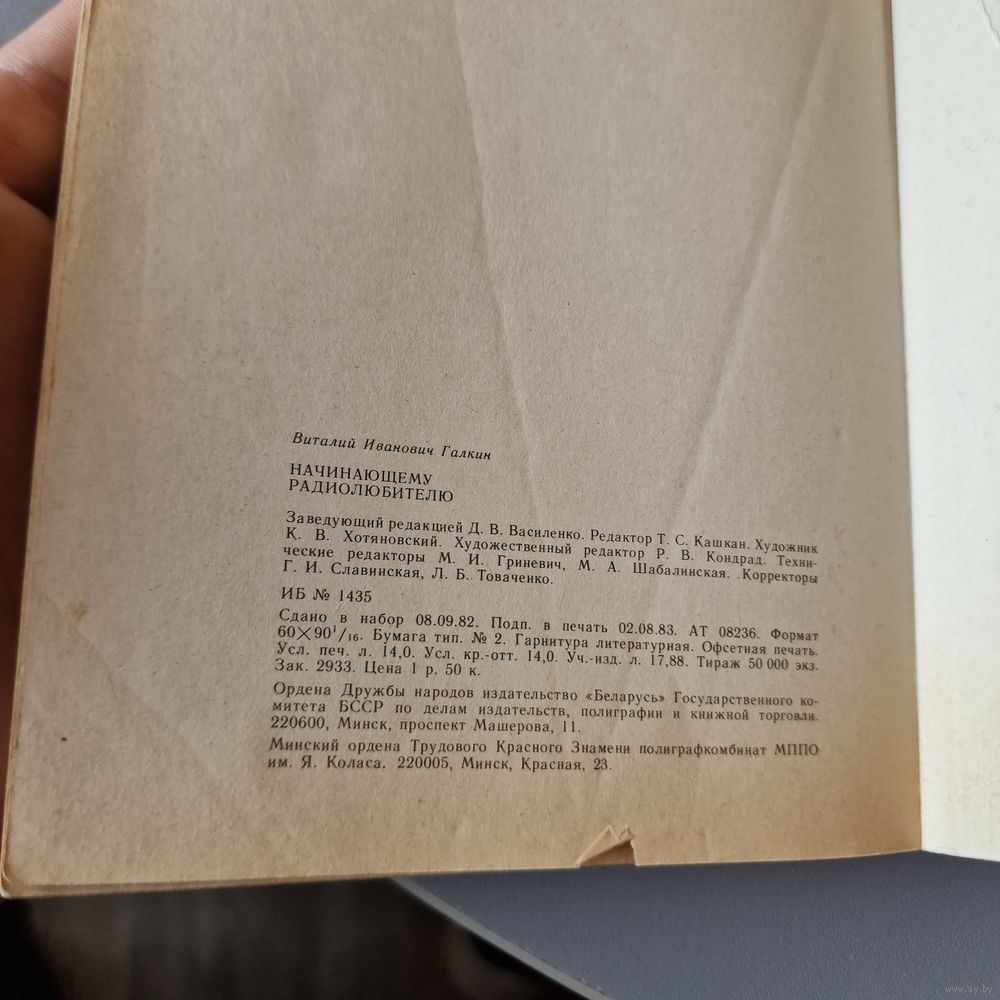 Виталий Иванович Галкин
НАЧИНАЮЩЕМУ
РАДИОЛЮБИТЕЛЮ
Заведующий редакцией Д. В. Василенко. Редактор Т. С. Кашкан. Художник
К. В. Хотяновский. Художественный редактор Р. В. Кондрад. Техни-
ческие редакторы М. И. Гриневич, М. А. Шабалинская. Корректоры
Г. И. Славинская, Л. Б. Товаченко.
ИБ № 1435
Сдано в набор 08.09.82. Подп. в печать 02.08.83. АТ 08236. Формат
60×90¹/₁₆. Бумага тип. № 2. Гарнитура литературная. Офсетная печать.
Усл. печ. л. 14,0. Усл. кр.-отт. 14,0. Уч.-изд. л. 17,88. Тираж 50 000 экз.
Зак. 2933. Цена 1 р. 50 к.
Ордена Дружбы народов издательство «Беларусь» Государственного ко-
митета БССР по делам издательств, полиграфии и книжной торговли.
220600, Минск, проспект Машерова, 11.
Минский ордена Трудового Красного Знамени полиграфкомбинат МППО
им. Я. Коласа. 220005, Минск, Красная, 23.
www.ay.by